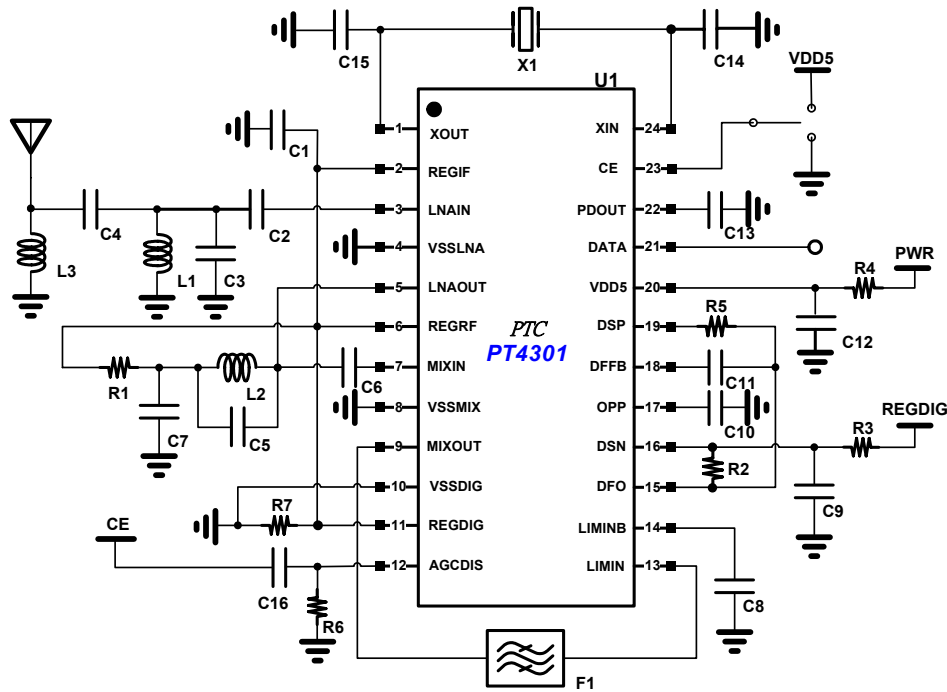 C15
X1
C14
VDD5
U1
C1
1
XOUT
XIN
24
2
REGIF
CE
23
3
LNAIN
PDOUT
22
C4
C2
C13
4
VSSLNA
DATA
21
L3
L1
C3
PWR
R4
5
LNAOUT
VDD5
20
R5
6
REGRF
PTC
DSP
19
C12
PT4301
7
MIXIN
DFFB
18
R1
L2
C6
C11
8
VSSMIX
OPP
17
REGDIG
C7
C5
C10
R3
9
MIXOUT
DSN
16
R2
10
VSSDIG
DFO
15
R7
C9
CE
11
REGDIG
LIMINB
14
12
AGCDIS
LIMIN
13
C16
R6
C8
F1